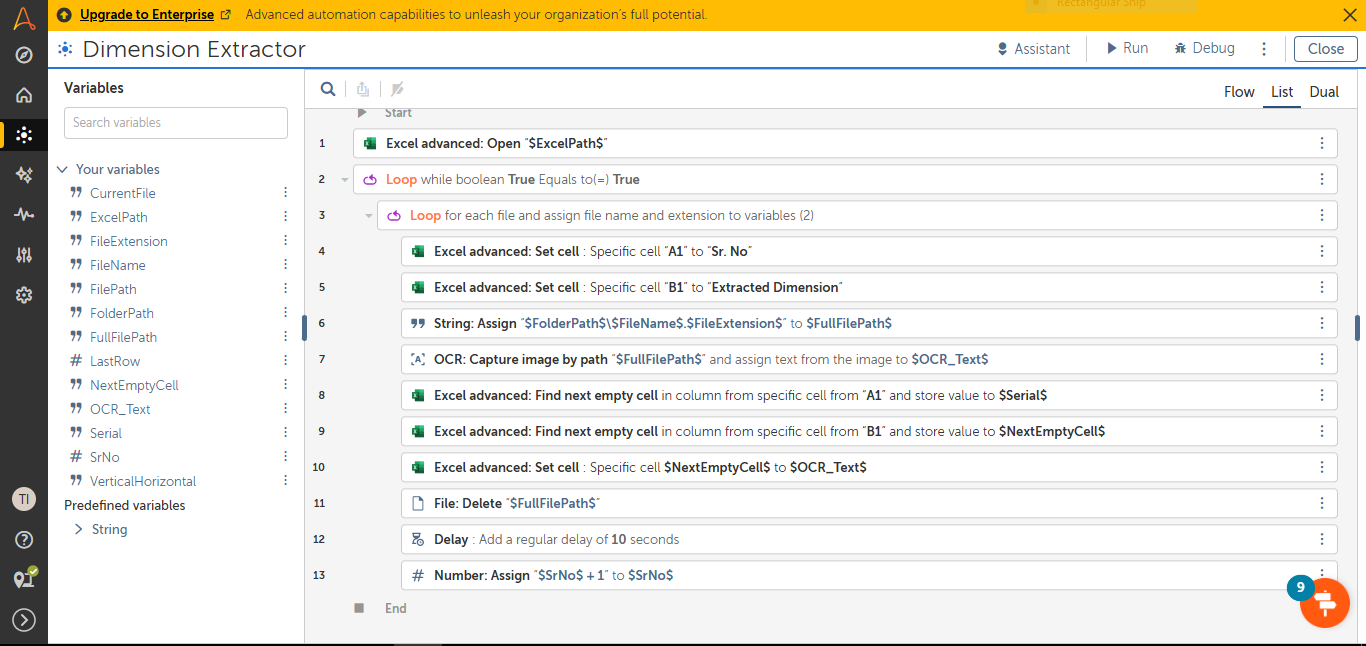 Rectangular Snip
Upgrade to Enterprise Advanced automation capabilities to unleash your organization's full potential.
Dimension Extractor Assistant Run Debug Close
Variables
Flow List Dual
Search variables
Your variables
CurrentFile
ExcelPath
FileExtension
FileName
FilePath
FolderPath
FullFilePath
LastRow
NextEmptyCell
OCR_Text
Serial
SrNo
VerticalHorizontal
Predefined variables
String
TI
Start
1 Excel advanced: Open "$ExcelPath$"
2 Loop while boolean True Equals to(=) True
3 Loop for each file and assign file name and extension to variables (2)
4 Excel advanced: Set cell : Specific cell "A1" to "Sr. No"
5 Excel advanced: Set cell : Specific cell "B1" to "Extracted Dimension"
6 String: Assign "$FolderPath$\$FileName$.$FileExtension$" to $FullFilePath$
7 OCR: Capture image by path "$FullFilePath$" and assign text from the image to $OCR_Text$
8 Excel advanced: Find next empty cell in column from specific cell from "A1" and store value to $Serial$
9 Excel advanced: Find next empty cell in column from specific cell from "B1" and store value to $NextEmptyCell$
10 Excel advanced: Set cell : Specific cell $NextEmptyCell$ to $OCR_Text$
11 File: Delete "$FullFilePath$"
12 Delay : Add a regular delay of 10 seconds
13 Number: Assign "$SrNo$ + 1" to $SrNo$
End
9